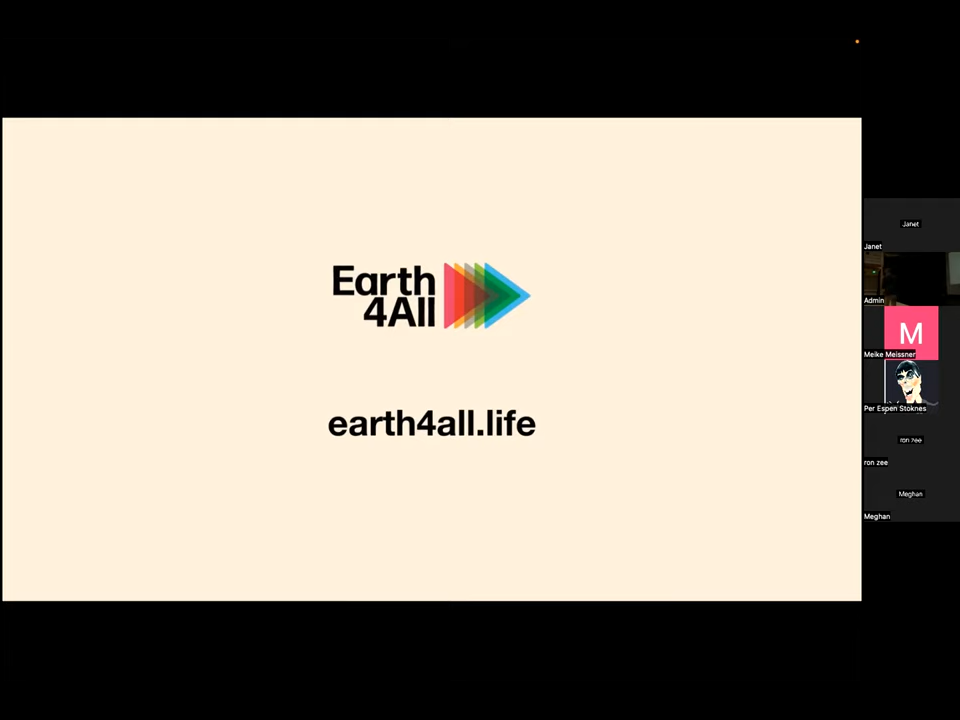 Earth
4All
earth4all.life
Janet
Janet
Admin
M
Meike Meissner
Per Espen Stoknes
ron zee
ron zee
Meghan
Meghan